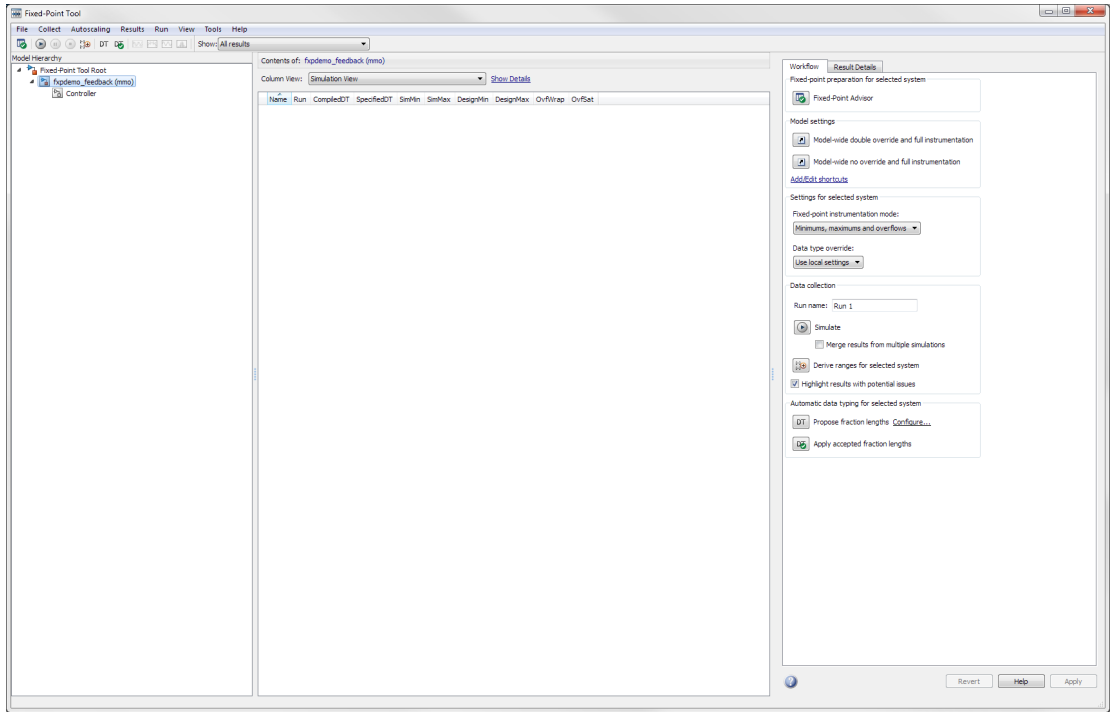 Fixed-Point Tool
File Collect Autoscaling Results Run View Tools Help
DT Show: All results
Model Hierarchy
Fixed-Point Tool Root
fxpdemo_feedback (mmo)
Controller
Contents of: fxpdemo_feedback (mmo)
Column View: Simulation View Show Details
Name Run CompiledDT SpecifiedDT SimMin SimMax DesignMin DesignMax OvfWrap OvfSat
Workflow Result Details
Fixed-point preparation for selected system
Fixed-Point Advisor
Model settings
Model-wide double override and full instrumentation
Model-wide no override and full instrumentation
Add/Edit shortcuts
Settings for selected system
Fixed-point instrumentation mode:
Minimums, maximums and overflows
Data type override:
Use local settings
Data collection
Run name: Run 1
Simulate
Merge results from multiple simulations
Derive ranges for selected system
Highlight results with potential issues
Automatic data typing for selected system
DT Propose fraction lengths Configure...
Apply accepted fraction lengths
Revert Help Apply